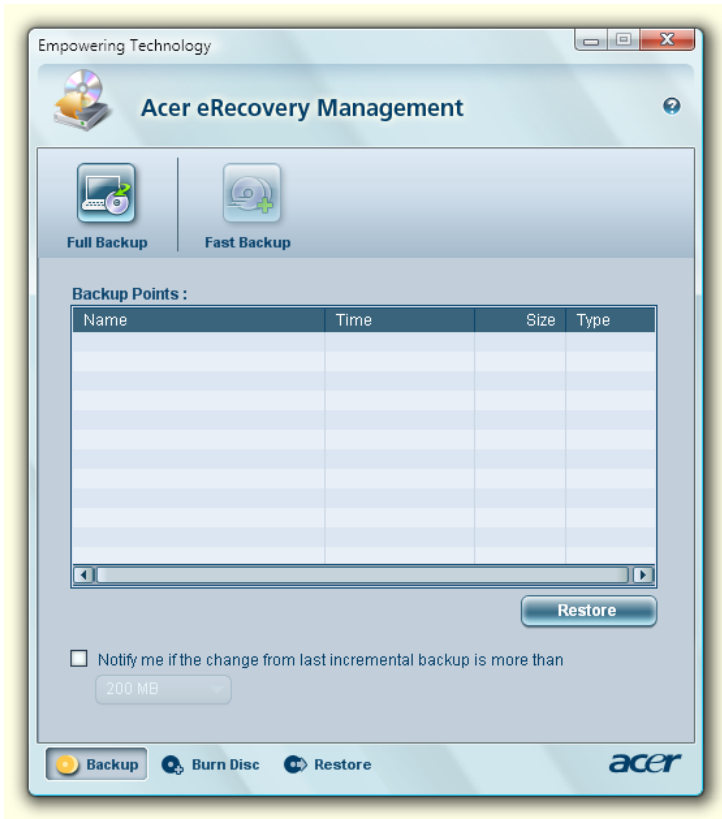 Empowering Technology
Acer eRecovery Management
Full Backup
Fast Backup
Backup Points :
Name Time Size Type
Restore
Notify me if the change from last incremental backup is more than
200 MB
Backup Burn Disc Restore acer